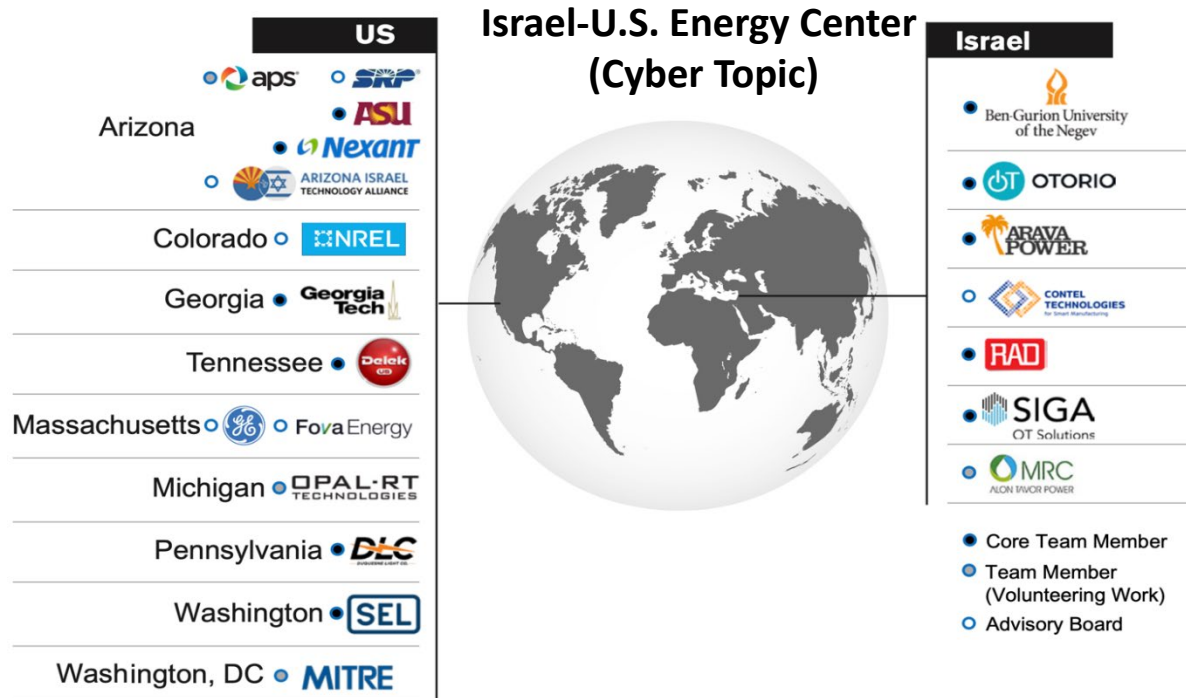 Israel-U.S. Energy Center
(Cyber Topic)
US
Arizona
aps
SRP
ASU
Nexant
ARIZONA ISRAEL
TECHNOLOGY ALLIANCE
Colorado
NREL
Georgia
Georgia
Tech
Tennessee
Delek
US
Massachusetts
GE
Fova Energy
Michigan
OPAL-RT
TECHNOLOGIES
Pennsylvania
DLC
DUQUESNE LIGHT CO.
Washington
SEL
Washington, DC
MITRE
Israel
Ben-Gurion University
of the Negev
OT
OTORIO
ARAVA
POWER
CONTEL
TECHNOLOGIES
for Smart Manufacturing
RAD
SIGA
OT Solutions
MRC
ALON TAVOR POWER
Core Team Member
Team Member
(Volunteering Work)
Advisory Board